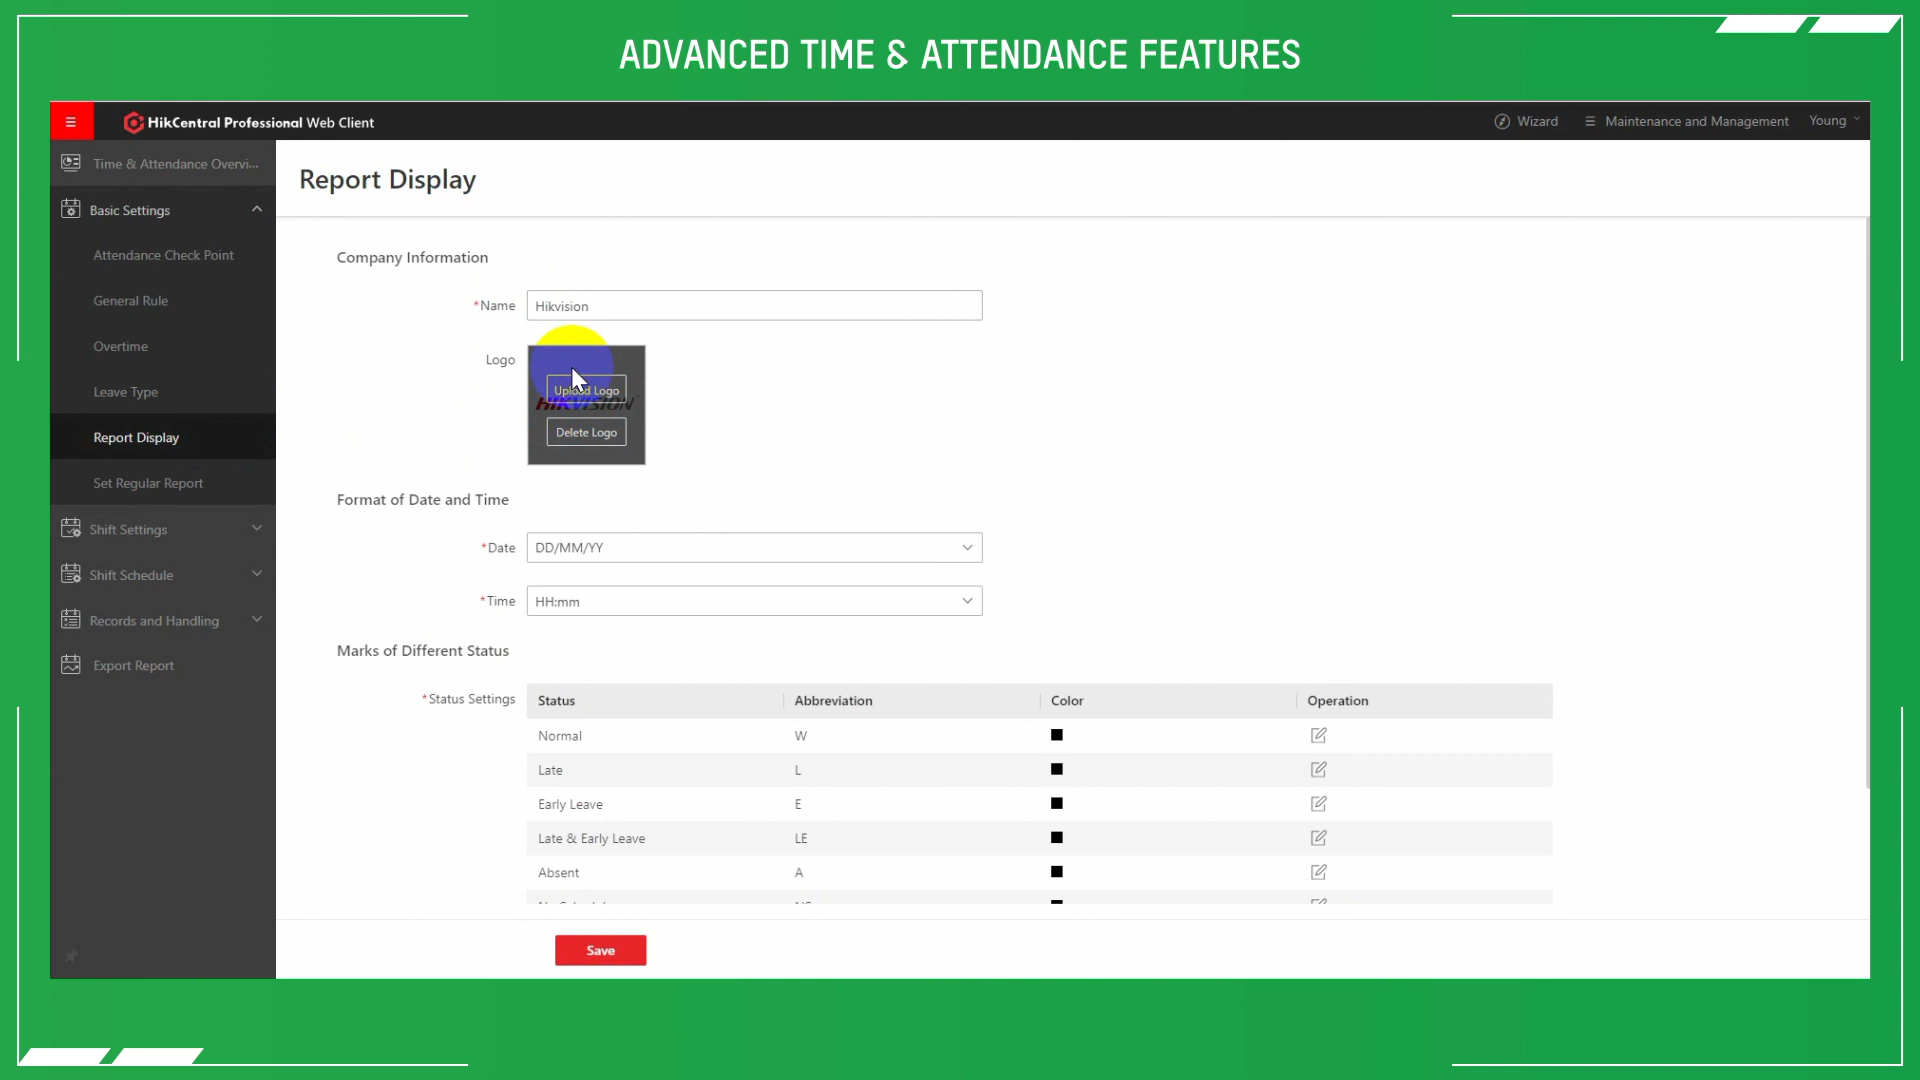 ADVANCED TIME & ATTENDANCE FEATURES
HikCentral Professional Web Client
Wizard
Maintenance and Management
Young
Time & Attendance Overvi...
Basic Settings
Attendance Check Point
General Rule
Overtime
Leave Type
Report Display
Set Regular Report
Shift Settings
Shift Schedule
Records and Handling
Export Report
Report Display
Company Information
*Name Hikvision
Logo
Upload Logo
HIKVISION
Delete Logo
Format of Date and Time
*Date DD/MM/YY
*Time HH:mm
Marks of Different Status
*Status Settings
Status Abbreviation Color Operation
Normal W
Late L
Early Leave E
Late & Early Leave LE
Absent A
Save